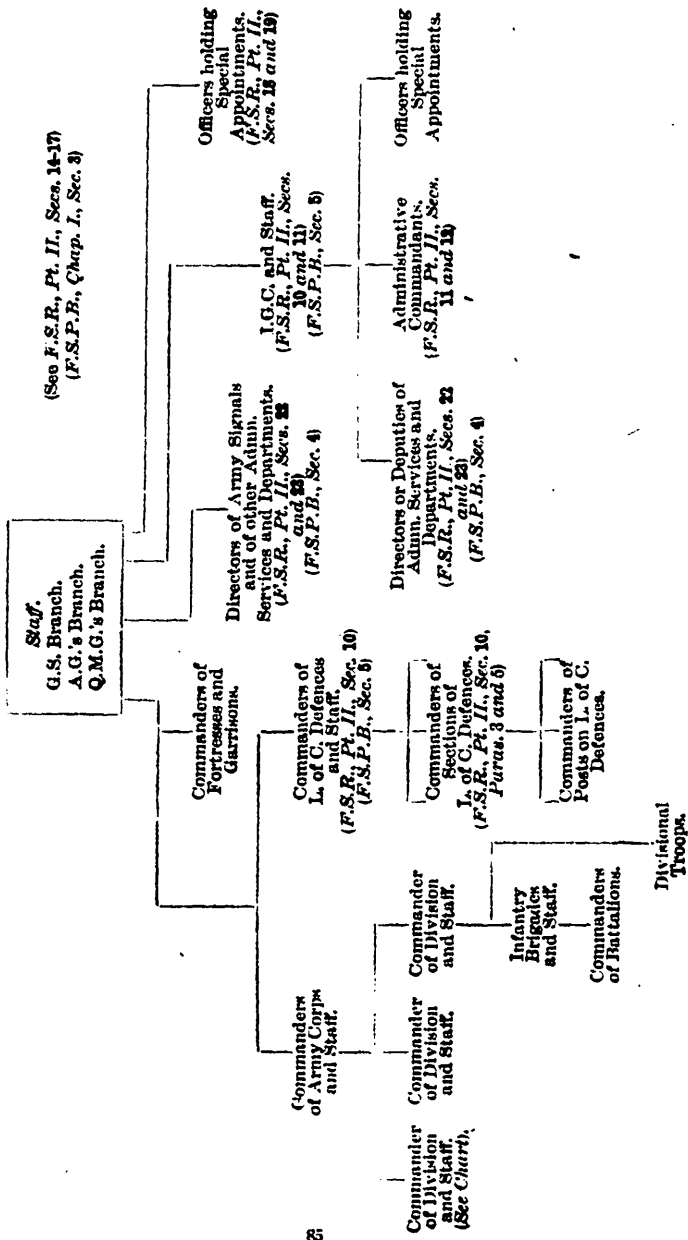 Staff.
G.S. Branch.
A.G.'s Branch.
Q.M.G.'s Branch.
(See F.S.R., Pt. II., Secs. 14-17)
(F.S.P.B., Chap. I., Sec. 3)
Commanders of
Fortresses and
Garrisons.
Directors of Army Signals
and of other Admn.
Services and Departments.
(F.S.R., Pt. II., Secs. 22
and 23)
(F.S.P.B., Sec. 4)
I.G.C. and Staff.
(F.S.R., Pt. II., Secs.
10 and 11)
(F.S.P.B., Sec. 5)
Officers holding
Special
Appointments.
(F.S.R., Pt. II.,
Secs. 18 and 19)
Commanders
of Army Corps
and Staff.
Commanders of
L. of C. Defences
and Staff.
(F.S.R., Pt. II., Sec. 10)
(F.S.P.B., Sec. 5)
Directors or Deputies of
Admn. Services and
Departments.
(F.S.R., Pt. II., Secs. 22
and 23)
(F.S.P.B., Sec. 4)
Administrative
Commandants.
(F.S.R., Pt. II., Secs.
11 and 12)
Officers holding
Special
Appointments.
Commander
of Division
and Staff.
(See Chart).
Commander
of Division
and Staff.
Commander
of Division
and Staff.
Commanders of
Sections of
L. of C. Defences.
(F.S.R., Pt. II., Sec. 10,
Paras. 3 and 5)
Infantry
Brigades
and Staff.
Commanders of
Posts on L. of C.
Defences.
Commanders
of Battalions.
Divisional
Troops.